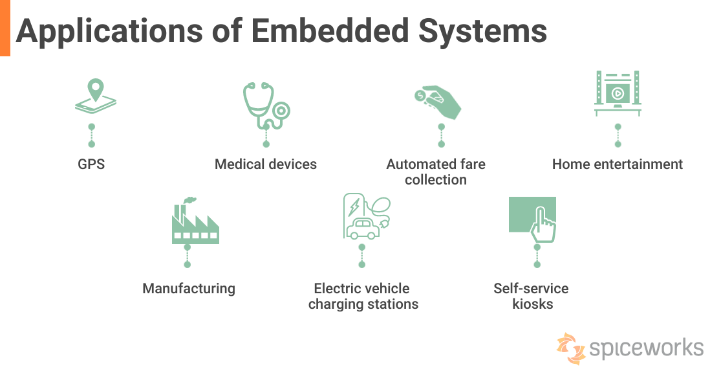 Applications of Embedded Systems
GPS
Medical devices
Automated fare
collection
Home entertainment
Manufacturing
Electric vehicle
charging stations
Self-service
kiosks
spiceworks